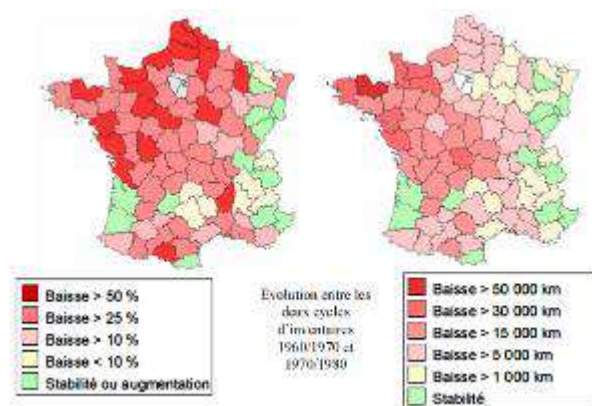 Baisse > 50 %
Baisse > 25 %
Baisse > 10 %
Baisse < 10 %
Stabilité ou augmentation
Evolution entre les
deux cycles
d'inventaires
1960/1970 et
1970/1980
Baisse > 50 000 km
Baisse > 30 000 km
Baisse > 15 000 km
Baisse > 5 000 km
Baisse > 1 000 km
Stabilité